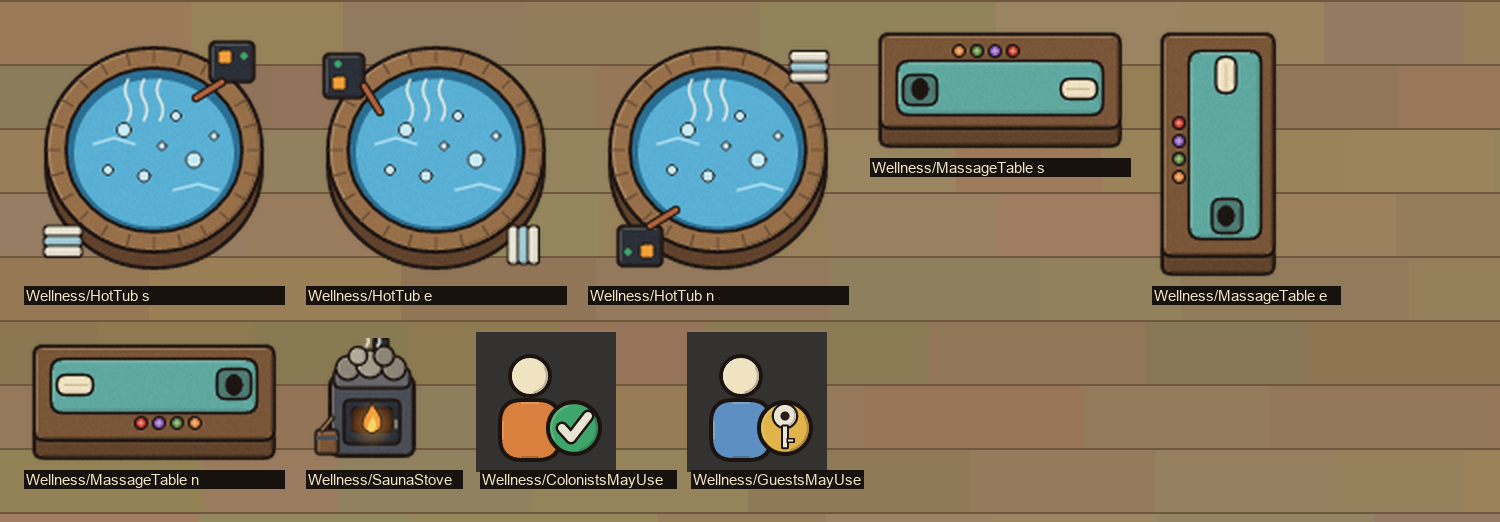 Wellness/MassageTable s
Wellness/HotTub s
Wellness/HotTub e
Wellness/HotTub n
Wellness/MassageTable e
Wellness/MassageTable n
Wellness/SaunaStove
Wellness/ColonistsMayUse
Wellness/GuestsMayUse